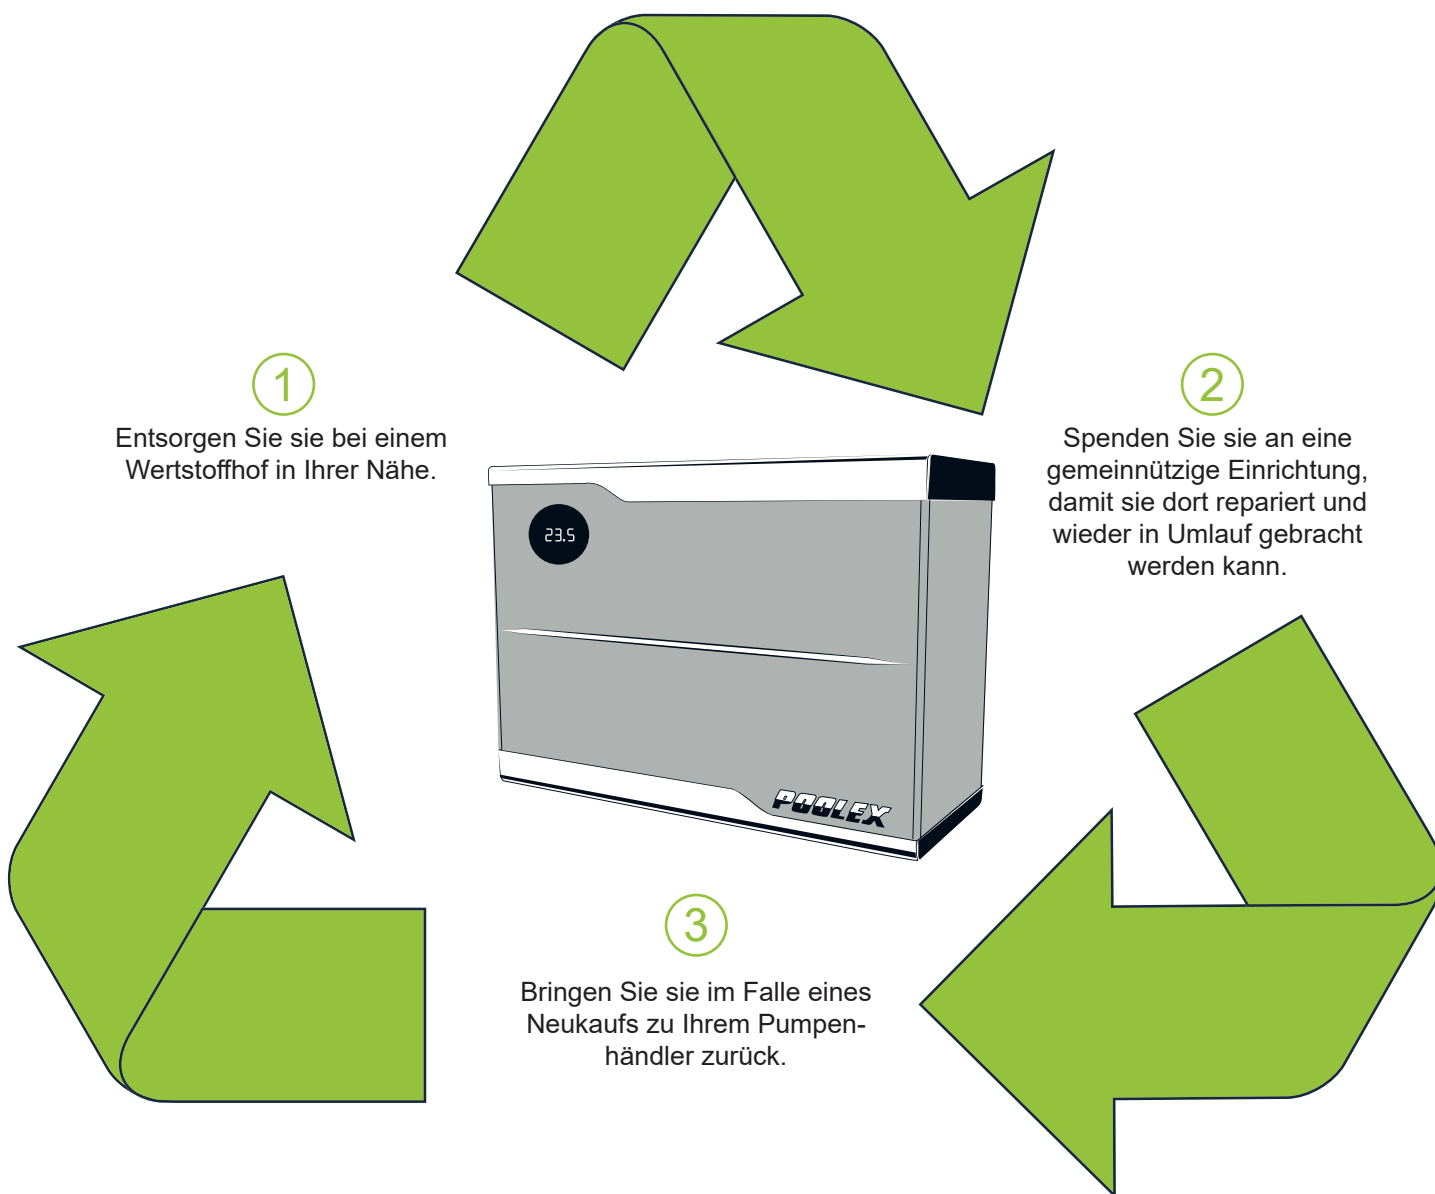 1
Entsorgen Sie sie bei einem
Wertstoffhof in Ihrer Nähe.
2
Spenden Sie sie an eine
gemeinnützige Einrichtung,
damit sie dort repariert und
wieder in Umlauf gebracht
werden kann.
23.5
POOLEX
3
Bringen Sie sie im Falle eines
Neukaufs zu Ihrem Pumpen-
händler zurück.